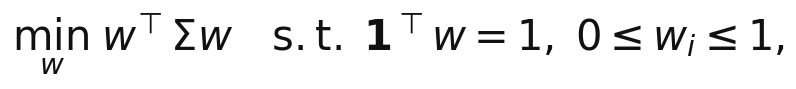 min_w w^⊤ Σw s.t. 𝟏^⊤ w = 1, 0 ≤ w_i ≤ 1,